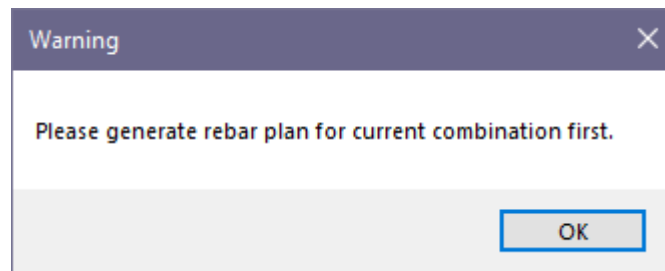 Warning
Please generate rebar plan for current combination first.
OK